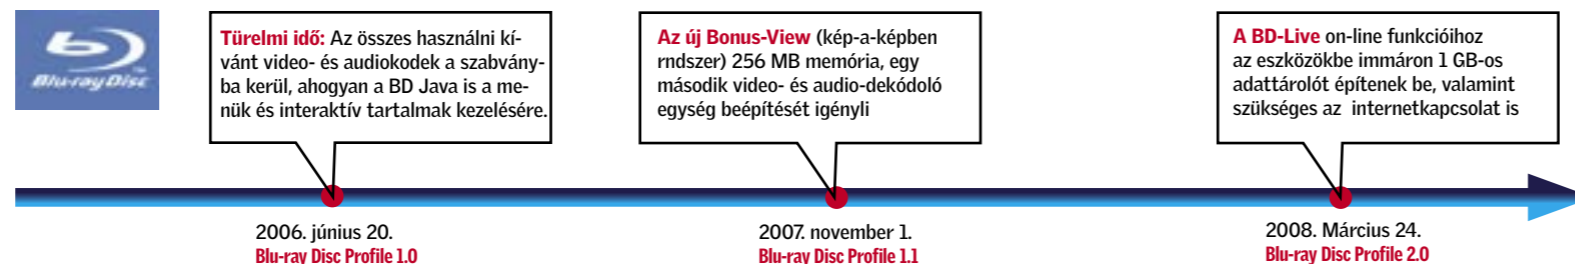 Blu-ray Disc
Türelmi idő: Az összes használni kí-
vánt video- és audiokodek a szabvány-
ba kerül, ahogyan a BD Java is a me-
nük és interaktív tartalmak kezelésére.
Az új Bonus-View (kép-a-képben
rndszer) 256 MB memória, egy
második video- és audio-dekódoló
egység beépítését igényli
A BD-Live on-line funkcióihoz
az eszközökbe immáron 1 GB-os
adattárolót építenek be, valamint
szükséges az internetkapcsolat is
2006. június 20.
Blu-ray Disc Profile 1.0
2007. november 1.
Blu-ray Disc Profile 1.1
2008. Március 24.
Blu-ray Disc Profile 2.0